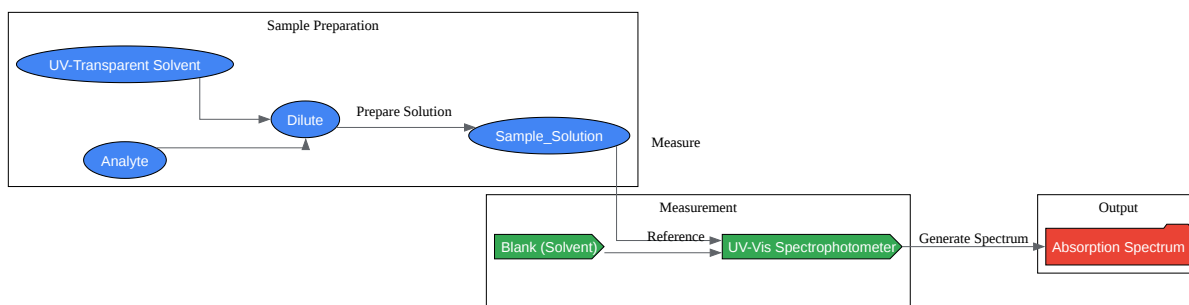 Sample Preparation
UV-Transparent Solvent
Dilute
Prepare Solution
Sample_Solution
Analyte
Measure
Measurement
Output
Blank (Solvent)
Reference
UV-Vis Spectrophotometer
Generate Spectrum
Absorption Spectrum